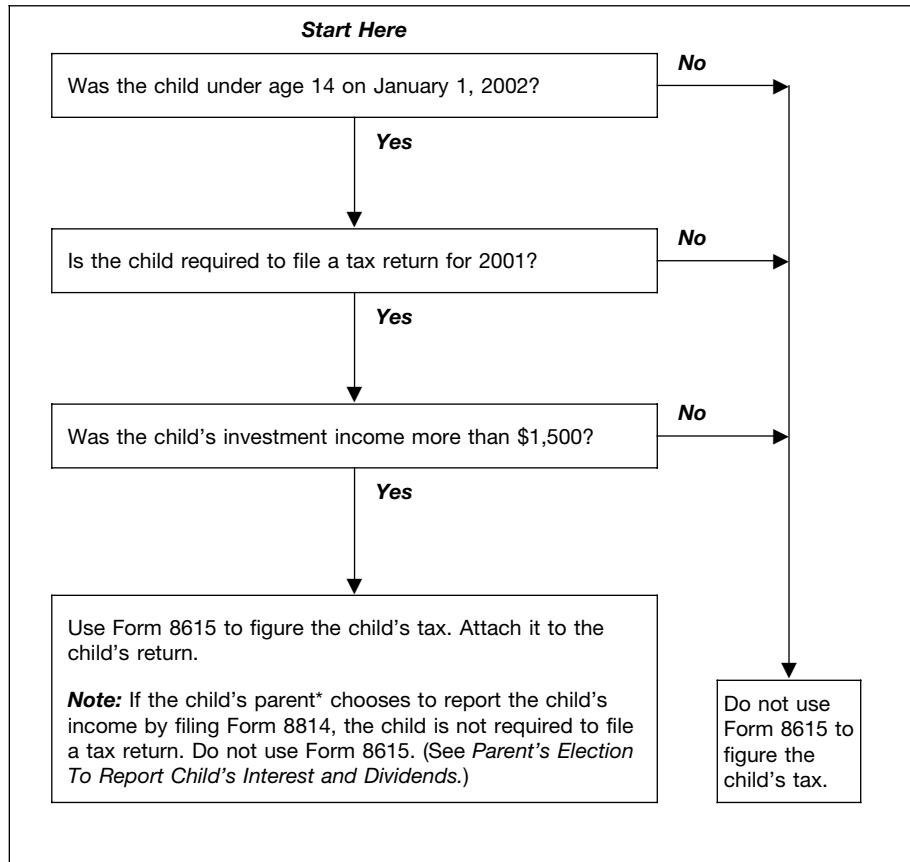 Start Here
Was the child under age 14 on January 1, 2002?
No
Yes
Is the child required to file a tax return for 2001?
No
Yes
Was the child’s investment income more than $1,500?
No
Yes
Use Form 8615 to figure the child’s tax. Attach it to the
child’s return.
Note: If the child’s parent* chooses to report the child’s
income by filing Form 8814, the child is not required to file
a tax return. Do not use Form 8615. (See Parent’s Election
To Report Child’s Interest and Dividends.)
Do not use
Form 8615 to
figure the
child’s tax.